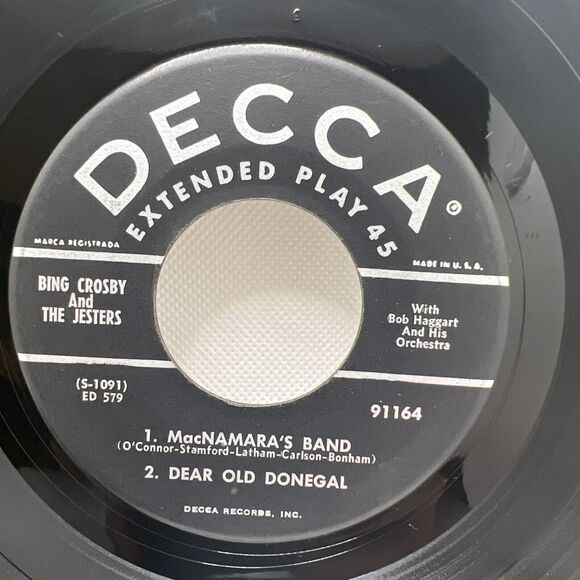 DECCA®
EXTENDED PLAY 45
MARCA REGISTRADA
MADE IN U.S.A.
BING CROSBY
And
THE JESTERS
With
Bob Haggart
And His
Orchestra
(S-1091)
ED 579
91164
1. MacNAMARA'S BAND
(O'Connor-Stamford-Latham-Carlson-Bonham)
2. DEAR OLD DONEGAL
DECCA RECORDS, INC.